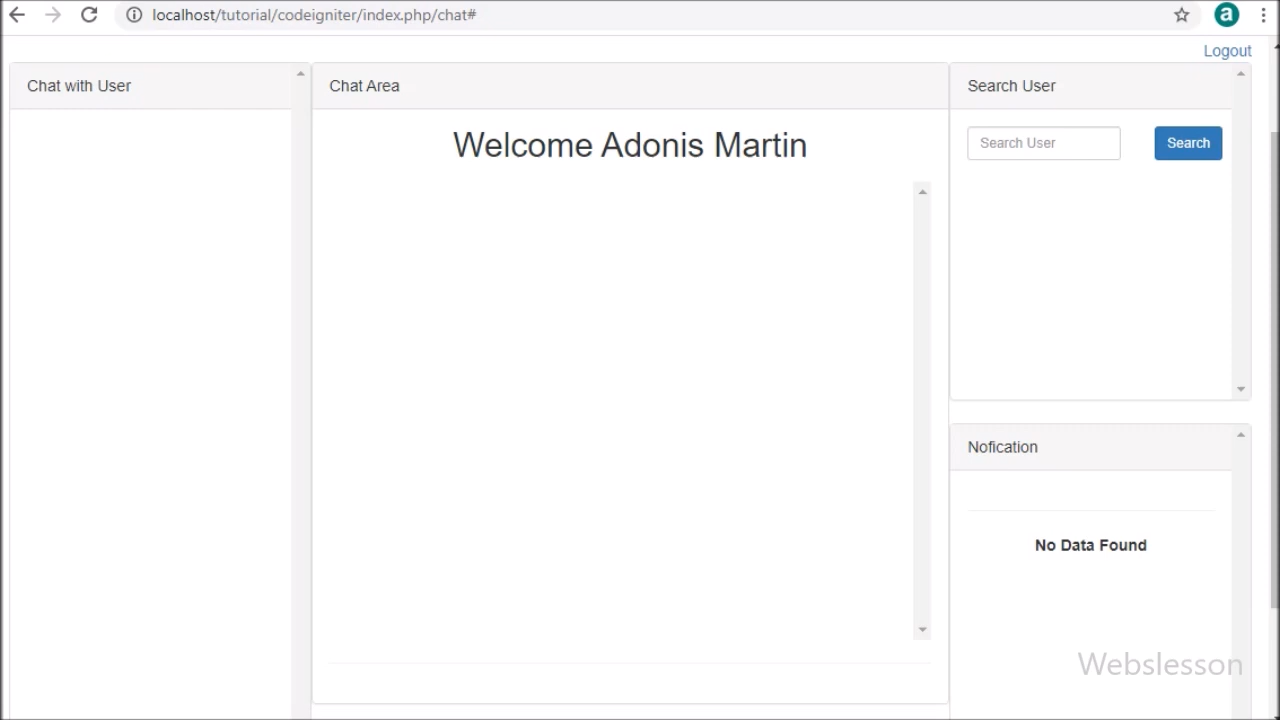 localhost/tutorial/codeigniter/index.php/chat#
a
Logout
Chat with User
Chat Area
Search User
Welcome Adonis Martin
Search User
Search
Nofication
No Data Found
Webslesson